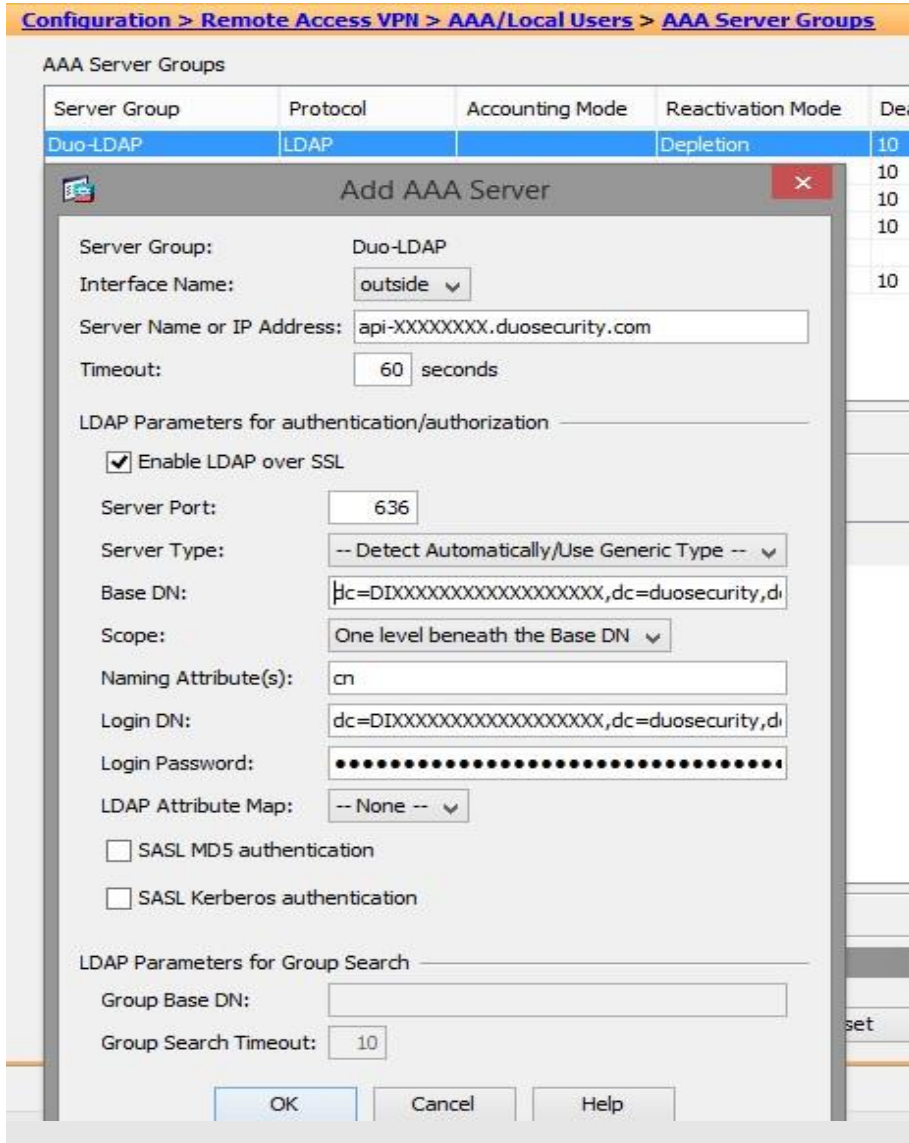 Configuration > Remote Access VPN > AAA/Local Users > AAA Server Groups
AAA Server Groups
Server Group Protocol Accounting Mode Reactivation Mode
Duo-LDAP LDAP Depletion 10
10
10
10
10
Add AAA Server
Server Group: Duo-LDAP
Interface Name: outside
Server Name or IP Address: api-XXXXXXXX.duosecurity.com
Timeout: 60 seconds
LDAP Parameters for authentication/authorization
Enable LDAP over SSL
Server Port: 636
Server Type: -- Detect Automatically/Use Generic Type --
Base DN: dc=DIXXXXXXXXXXXXXXXXXX,dc=duosecurity,d
Scope: One level beneath the Base DN
Naming Attribute(s): cn
Login DN: dc=DIXXXXXXXXXXXXXXXXXX,dc=duosecurity,d
Login Password: ••••••••••••••••••••••••••••••••••
LDAP Attribute Map: -- None --
SASL MD5 authentication
SASL Kerberos authentication
LDAP Parameters for Group Search
Group Base DN:
Group Search Timeout: 10
OK Cancel Help